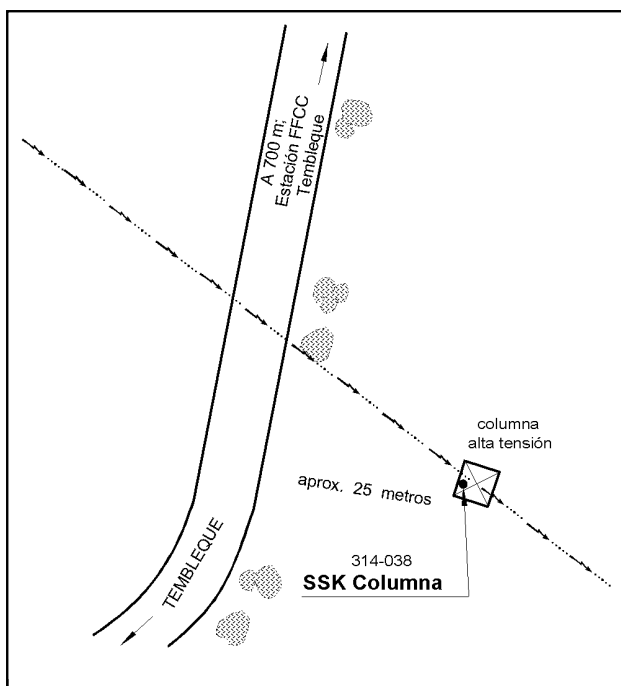 A 700 m;
Estación FFCC
Tembleque
columna
alta tensión
aprox. 25 metros
314-038
SSK Columna
TEMBLEQUE